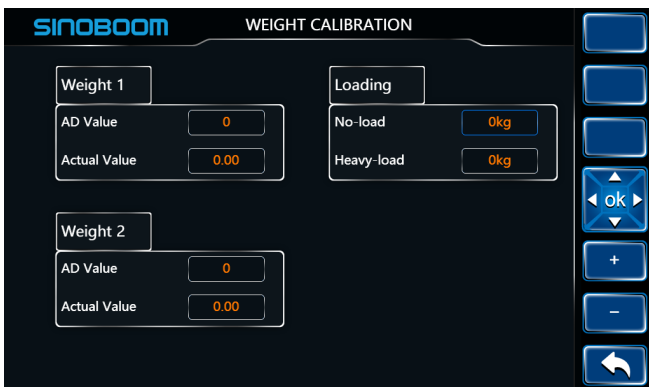 SINOBOOM
WEIGHT CALIBRATION
Weight 1
AD Value 0
Actual Value 0.00
Loading
No-load 0kg
Heavy-load 0kg
Weight 2
AD Value 0
Actual Value 0.00
ok
+
−